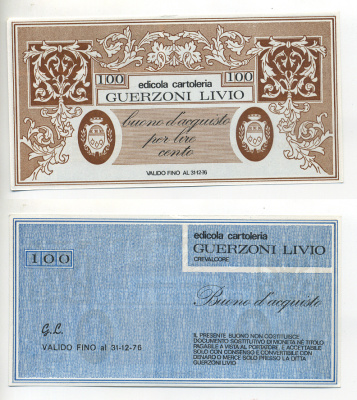 100 edicola cartoleria 100
GUERZONI LIVIO
buono d'acquisto
per lire
cento
VALIDO FINO AL 31-12-76
edicola cartoleria
GUERZONI LIVIO
CREVALCORE
100
Buono d'acquisto
G.L.
VALIDO FINO al 31-12-76
IL PRESENTE BUONO NON COSTITUISCE
DOCUMENTO SOSTITUTIVO DI MONETA NÈ TITOLO
PAGABILE A VISTA AL PORTATORE, E ACCETTABILE
SOLO CON CONSENSO E CONVERTIBILE CON
DENARO O MERCE SOLO PRESSO LA DITTA
GUERZONI LIVIO